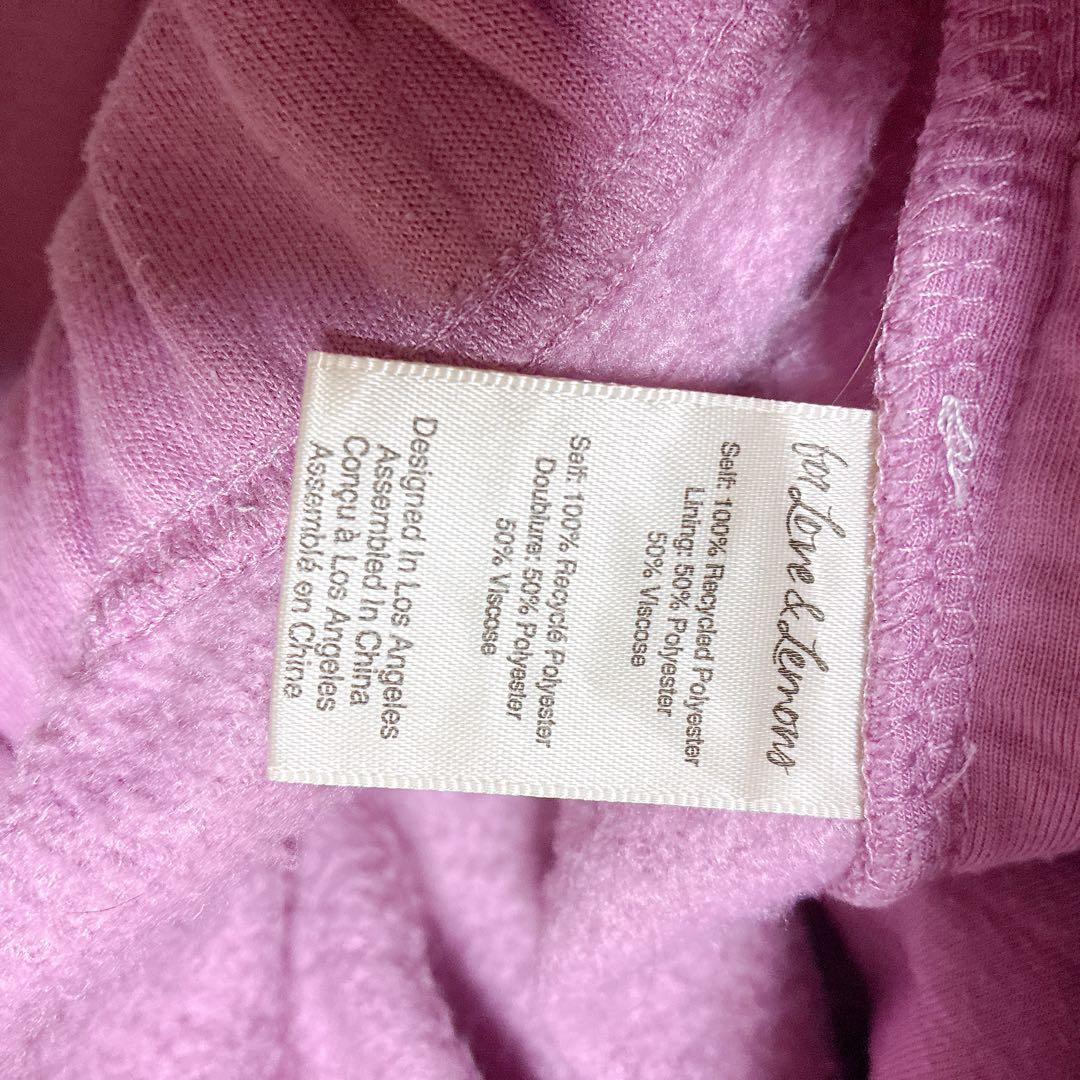 for Love & Lemons
Self: 100% Recycled Polyester
Lining: 50% Polyester
50% Viscose
Self: 100% Recyclé Polyester
Doublure: 50% Polyester
50% Viscose
Designed In Los Angeles
Assembled In China
Conçu à Los Angeles
Assemblé en Chine